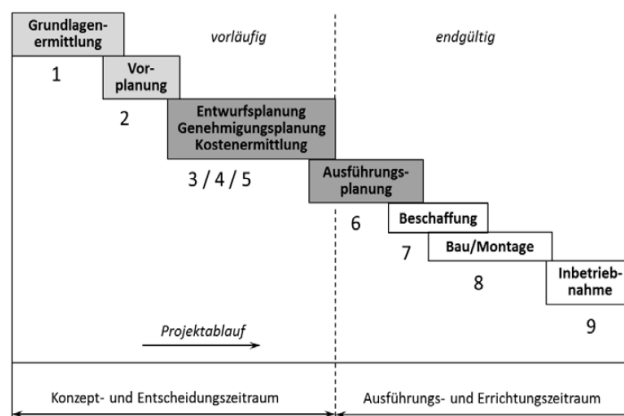 Grundlagen-
ermittlung
vorläufig
endgültig
1
Vor-
planung
2
Entwurfsplanung
Genehmigungsplanung
Kostenermittlung
3 / 4 / 5
Ausführungs-
planung
6
Beschaffung
7
Bau/Montage
8
Inbetrieb-
nahme
9
Projektablauf
Konzept- und Entscheidungszeitraum
Ausführungs- und Errichtungszeitraum